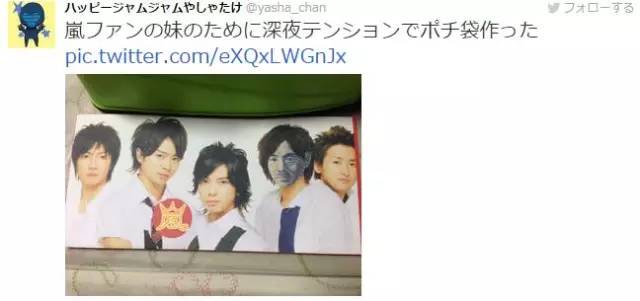 ハッピージャムジャムやしゃたけ @yasha_chan
フォローする
嵐ファンの妹のために深夜テンションでポチ袋作った
pic.twitter.com/eXQxLWGnJx
嵐